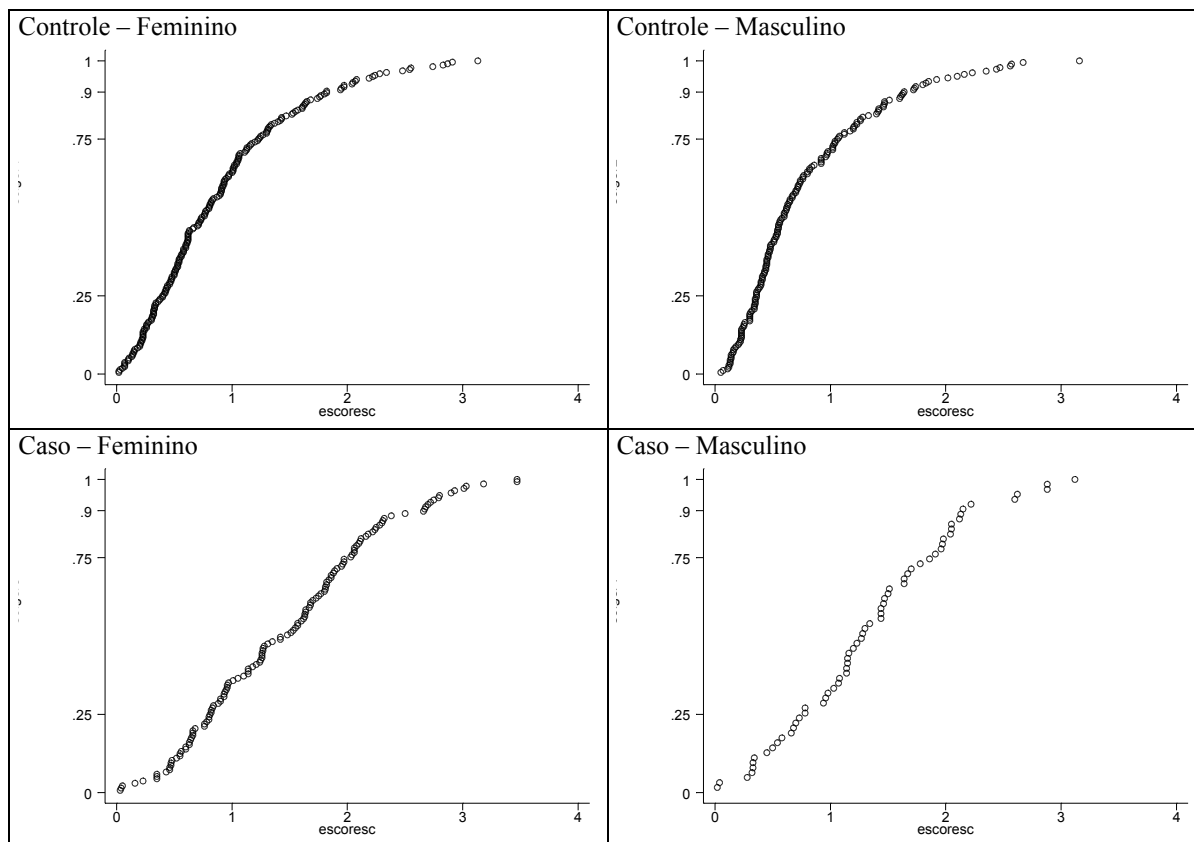 Controle – Feminino
1
.9
.75
.25
0
0 1 2 3 4
escoresc
Controle – Masculino
1
.9
.75
.25
0
0 1 2 3 4
escoresc
Caso – Feminino
1
.9
.75
.25
0
0 1 2 3 4
escoresc
Caso – Masculino
1
.9
.75
.25
0
0 1 2 3 4
escoresc